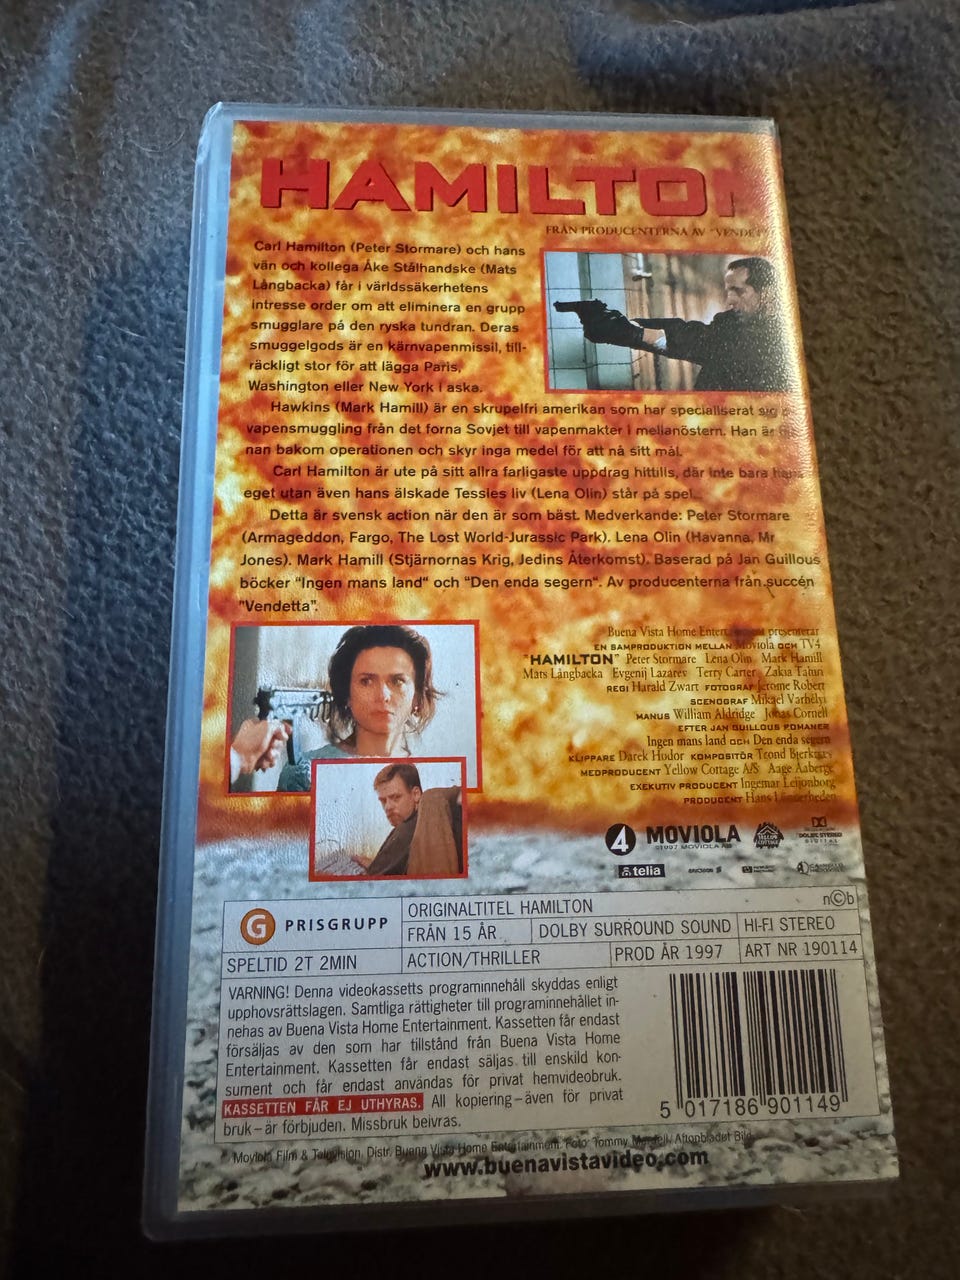 HAMILTON
FRÅN PRODUCENTERNA AV "VENDET
Carl Hamilton (Peter Stormare) och hans
vän och kollega Åke Stålhandske (Mats
Långbacka) får i världssäkerhetens
intresse order om att eliminera en grupp
smugglare på den ryska tundran. Deras
smuggelgods är en kärnvapenmissil, till-
räckligt stor för att lägga Paris,
Washington eller New York i aska.
Hawkins (Mark Hamill) är en skrupelfri amerikan som har specialiserat sig
vapensmuggling från det forna Sovjet till vapenmakter i mellanöstern. Han är
nan bakom operationen och skyr inga medel för att nå sitt mål.
Carl Hamilton är ute på sitt allra farligaste uppdrag hittills, där inte bara hans
eget utan även hans älskade Tessies liv (Lena Olin) står på spel.
Detta är svensk action när den är som bäst. Medverkande: Peter Stormare
(Armageddon, Fargo, The Lost World-Jurassic Park). Lena Olin (Havanna, Mr
Jones). Mark Hamill (Stjärnornas Krig, Jedins Återkomst). Baserad på Jan Guillous
böcker "Ingen mans land" och "Den enda segern". Av producenterna från succén
"Vendetta".
Buena Vista Home Entertainment presenterar
EN SAMPRODUKTION MELLAN Moviola OCH TV4
"HAMILTON" Peter Stormare Lena Olin Mark Hamill
Mats Långbacka Evgenij Lazarev Terry Carter Zakia Tahiri
REGI Harald Zwart FOTOGRAF Jerome Robert
SCENOGRAF Mikael Varhelyi
MANUS William Aldridge Jonas Cornell
EFTER JAN GUILLOUS ROMANER
Ingen mans land OCH Den enda segern
KLIPPARE Darek Hodor KOMPOSITÖR Trond Bjerknæs
MEDPRODUCENT Yellow Cottage A/S Aage Aaberge
EXEKUTIV PRODUCENT Ingemar Leijonborg
PRODUCENT Hans Lönnerheden
4 MOVIOLA
©1997 MOVIOLA AB
YELLOW COTTAGE
DOLBY STEREO
DIGITAL
telia
ERICSSON
G PRISGRUPP
ORIGINALTITEL HAMILTON
n©b
FRÅN 15 ÅR
DOLBY SURROUND SOUND
HI-FI STEREO
SPELTID 2T 2MIN
ACTION/THRILLER
PROD ÅR 1997
ART NR 190114
VARNING! Denna videokassetts programinnehåll skyddas enligt
upphovsrättslagen. Samtliga rättigheter till programinnehållet in-
nehas av Buena Vista Home Entertainment. Kassetten får endast
försäljas av den som har tillstånd från Buena Vista Home
Entertainment. Kassetten får endast säljas till enskild kon-
sument och får endast användas för privat hemvideobruk.
KASSETTEN FÅR EJ UTHYRAS. All kopiering–även för privat
bruk–är förbjuden. Missbruk beivras.
5 017186 901149
Moviola Film & Television. Distr. Buena Vista Home Entertainment. Foto: Tommy Aftonbladet Bild.
www.buenavistavideo.com